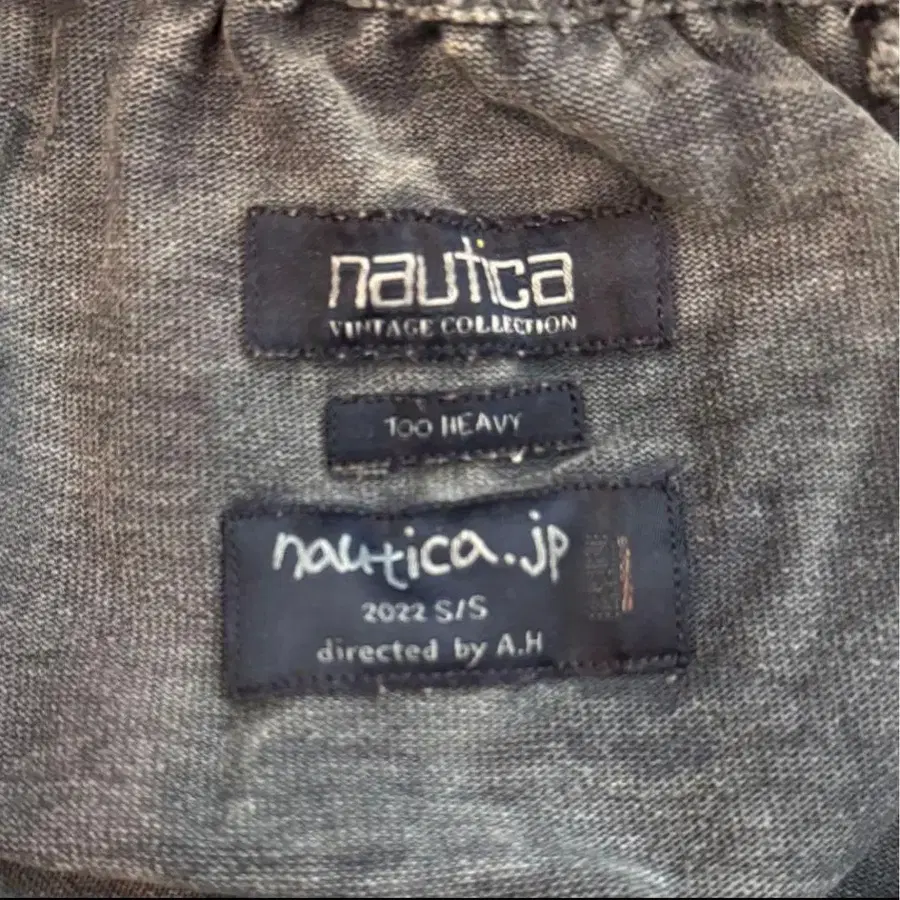 nautica
VINTAGE COLLECTION
TOO HEAVY
nautica.jp
2022 S/S
directed by A.H